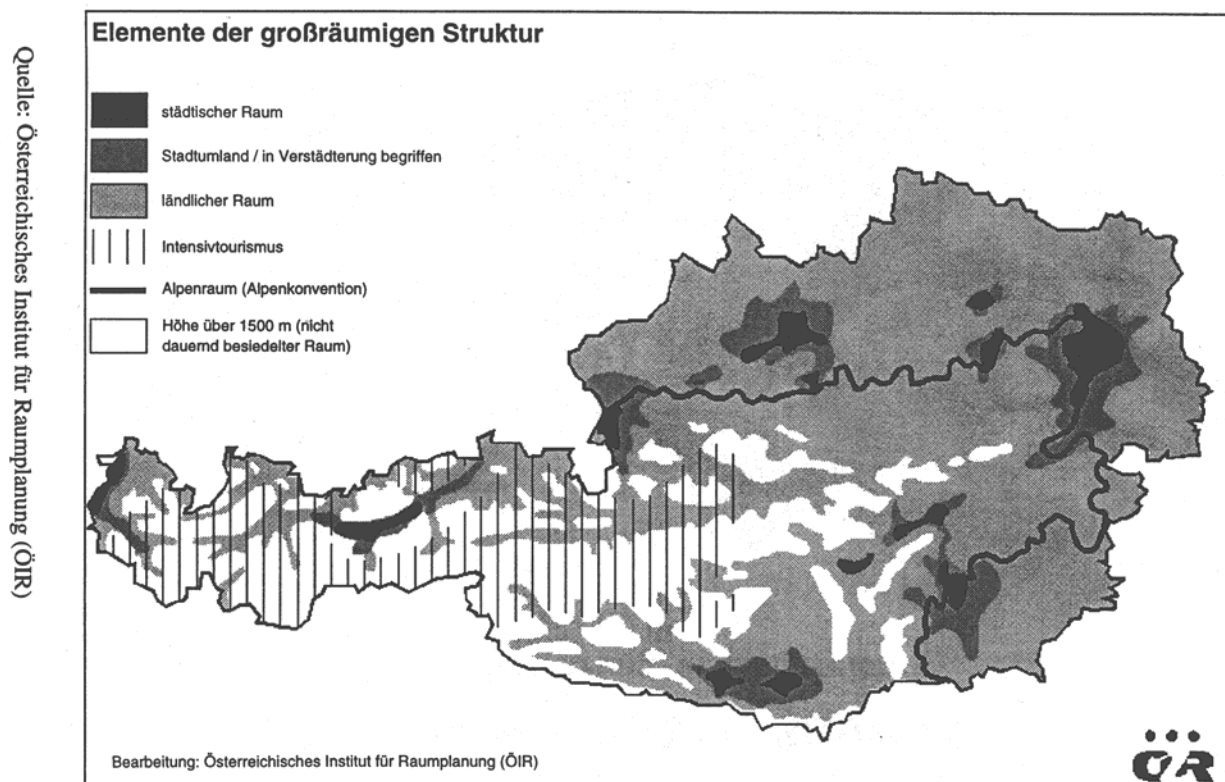 Elemente der großräumigen Struktur
städtischer Raum
Stadtumland / in Verstädterung begriffen
ländlicher Raum
Intensivtourismus
Alpenraum (Alpenkonvention)
Höhe über 1500 m (nicht
dauernd besiedelter Raum)
Bearbeitung: Österreichisches Institut für Raumplanung (ÖIR)
ÖIR
Quelle: Österreichisches Institut für Raumplanung (ÖIR)